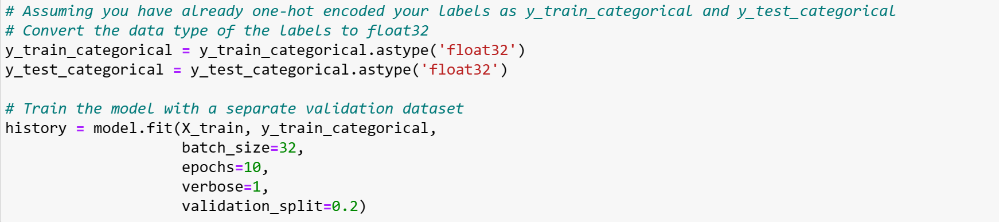 # Assuming you have already one-hot encoded your labels as y_train_categorical and y_test_categorical
# Convert the data type of the labels to float32
y_train_categorical = y_train_categorical.astype('float32')
y_test_categorical = y_test_categorical.astype('float32')

# Train the model with a separate validation dataset
history = model.fit(X_train, y_train_categorical,
                    batch_size=32,
                    epochs=10,
                    verbose=1,
                    validation_split=0.2)